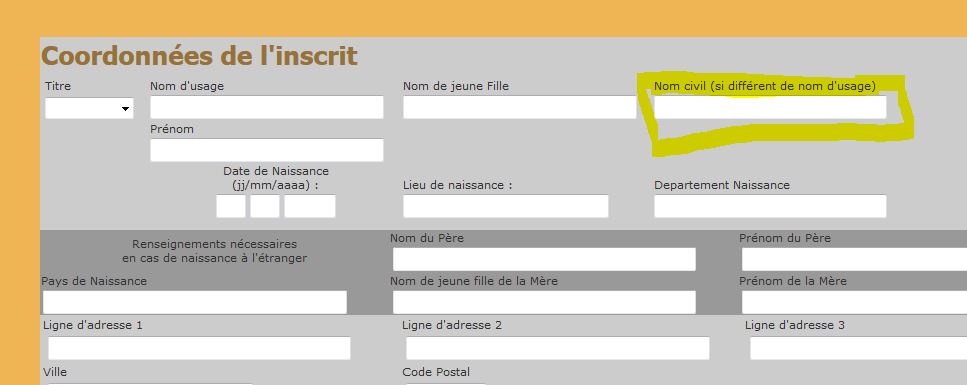 Coordonnées de l'inscrit
Titre
Nom d'usage
Nom de jeune Fille
Nom civil (si différent de nom d'usage)
Prénom
Date de Naissance
(jj/mm/aaaa) :
Lieu de naissance :
Departement Naissance
Renseignements nécessaires
en cas de naissance à l'étranger
Nom du Père
Prénom du Père
Pays de Naissance
Nom de jeune fille de la Mère
Prénom de la Mère
Ligne d'adresse 1
Ligne d'adresse 2
Ligne d'adresse 3
Ville
Code Postal